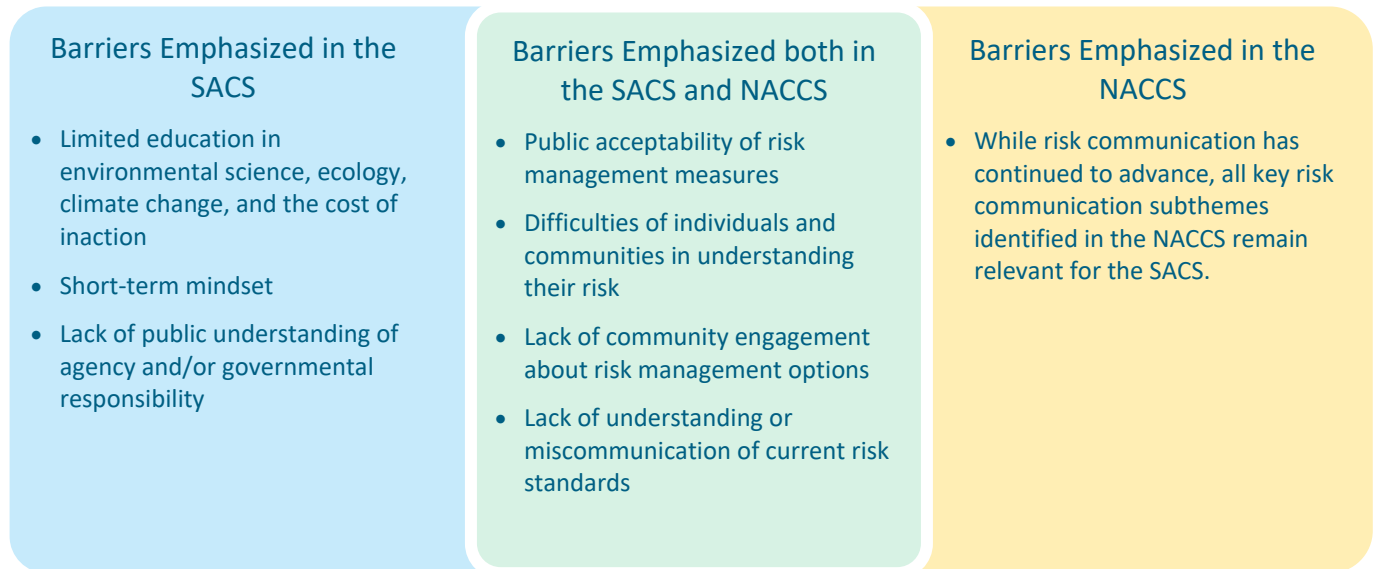 Barriers Emphasized in the
SACS
• Limited education in
environmental science, ecology,
climate change, and the cost of
inaction
• Short-term mindset
• Lack of public understanding of
agency and/or governmental
responsibility
Barriers Emphasized both in
the SACS and NACCS
• Public acceptability of risk
management measures
• Difficulties of individuals and
communities in understanding
their risk
• Lack of community engagement
about risk management options
• Lack of understanding or
miscommunication of current risk
standards
Barriers Emphasized in the
NACCS
• While risk communication has
continued to advance, all key risk
communication subthemes
identified in the NACCS remain
relevant for the SACS.